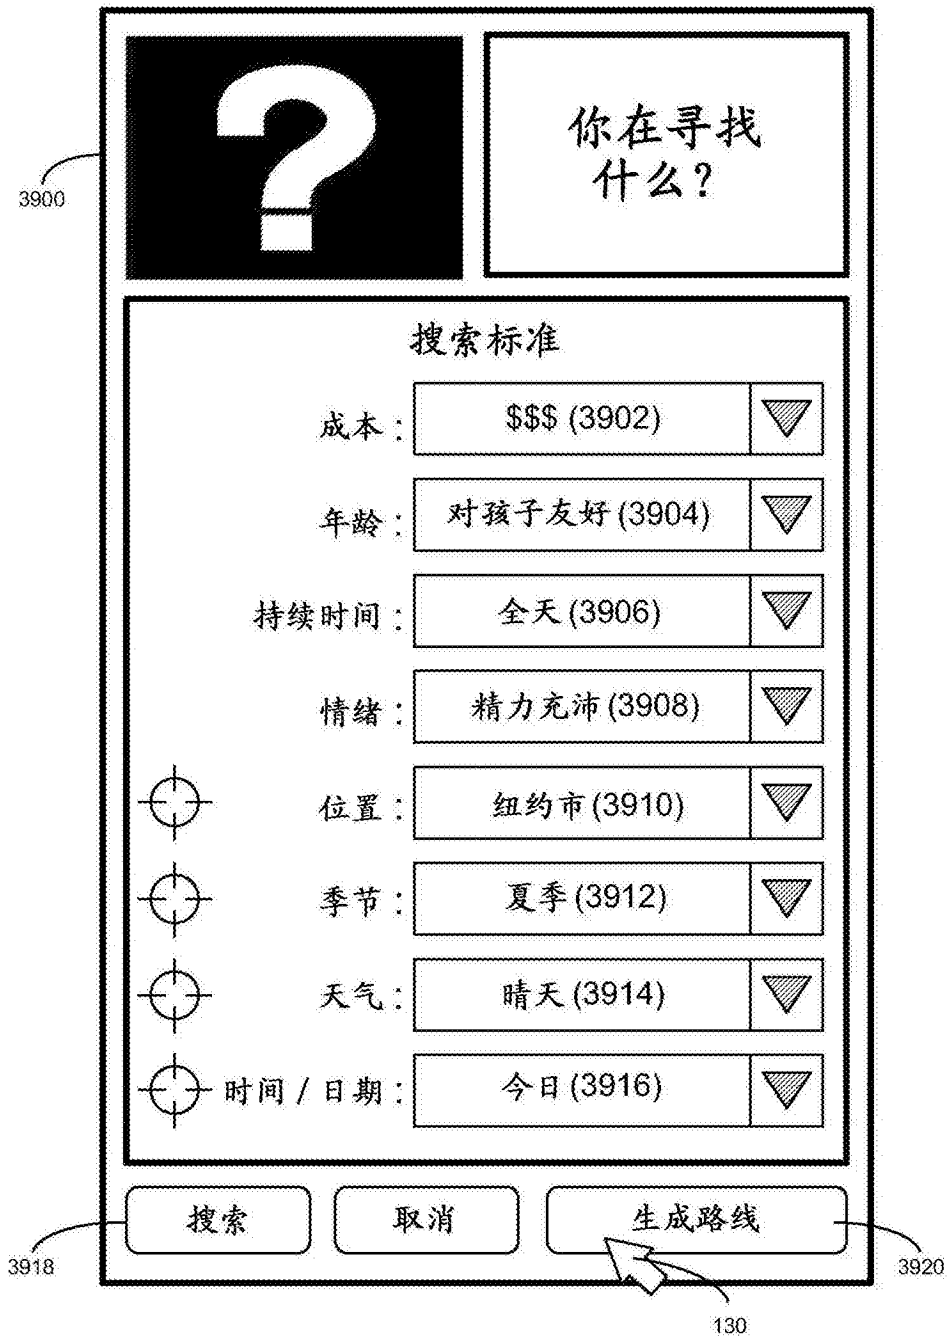 ?
你在寻找
什么？
3900
搜索标准
成本： $$$ (3902)
年龄： 对孩子友好 (3904)
持续时间： 全天 (3906)
情绪： 精力充沛 (3908)
位置： 纽约市 (3910)
季节： 夏季 (3912)
天气： 晴天 (3914)
时间 / 日期： 今日 (3916)
搜索 取消 生成路线
3918 3920
130